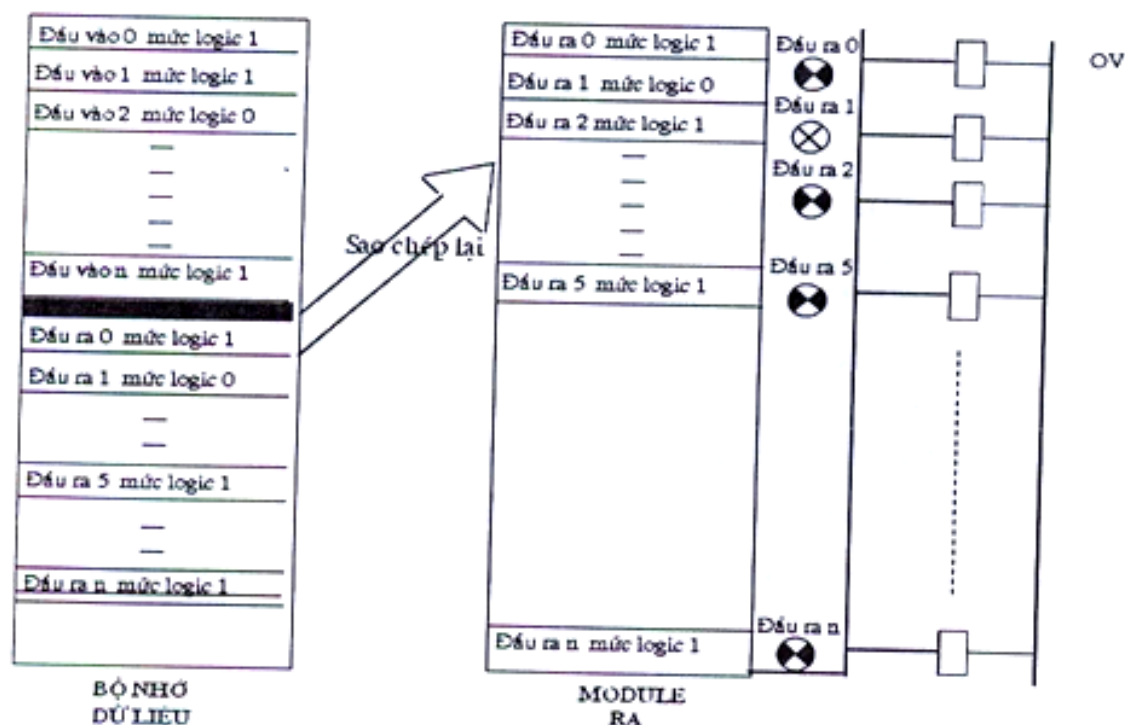 Đầu vào 0 mức logic 1
Đầu vào 1 mức logic 1
Đầu vào 2 mức logic 0
Đầu vào n mức logic 1
Đầu ra 0 mức logic 1
Đầu ra 1 mức logic 0
Đầu ra 5 mức logic 1
Đầu ra n mức logic 1
BỘ NHỚ
DỮ LIỆU
Sao chép lại
Đầu ra 0 mức logic 1
Đầu ra 1 mức logic 0
Đầu ra 2 mức logic 1
Đầu ra 5 mức logic 1
Đầu ra n mức logic 1
MODULE
RA
Đầu ra 0
Đầu ra 1
Đầu ra 2
Đầu ra 5
Đầu ra n
OV